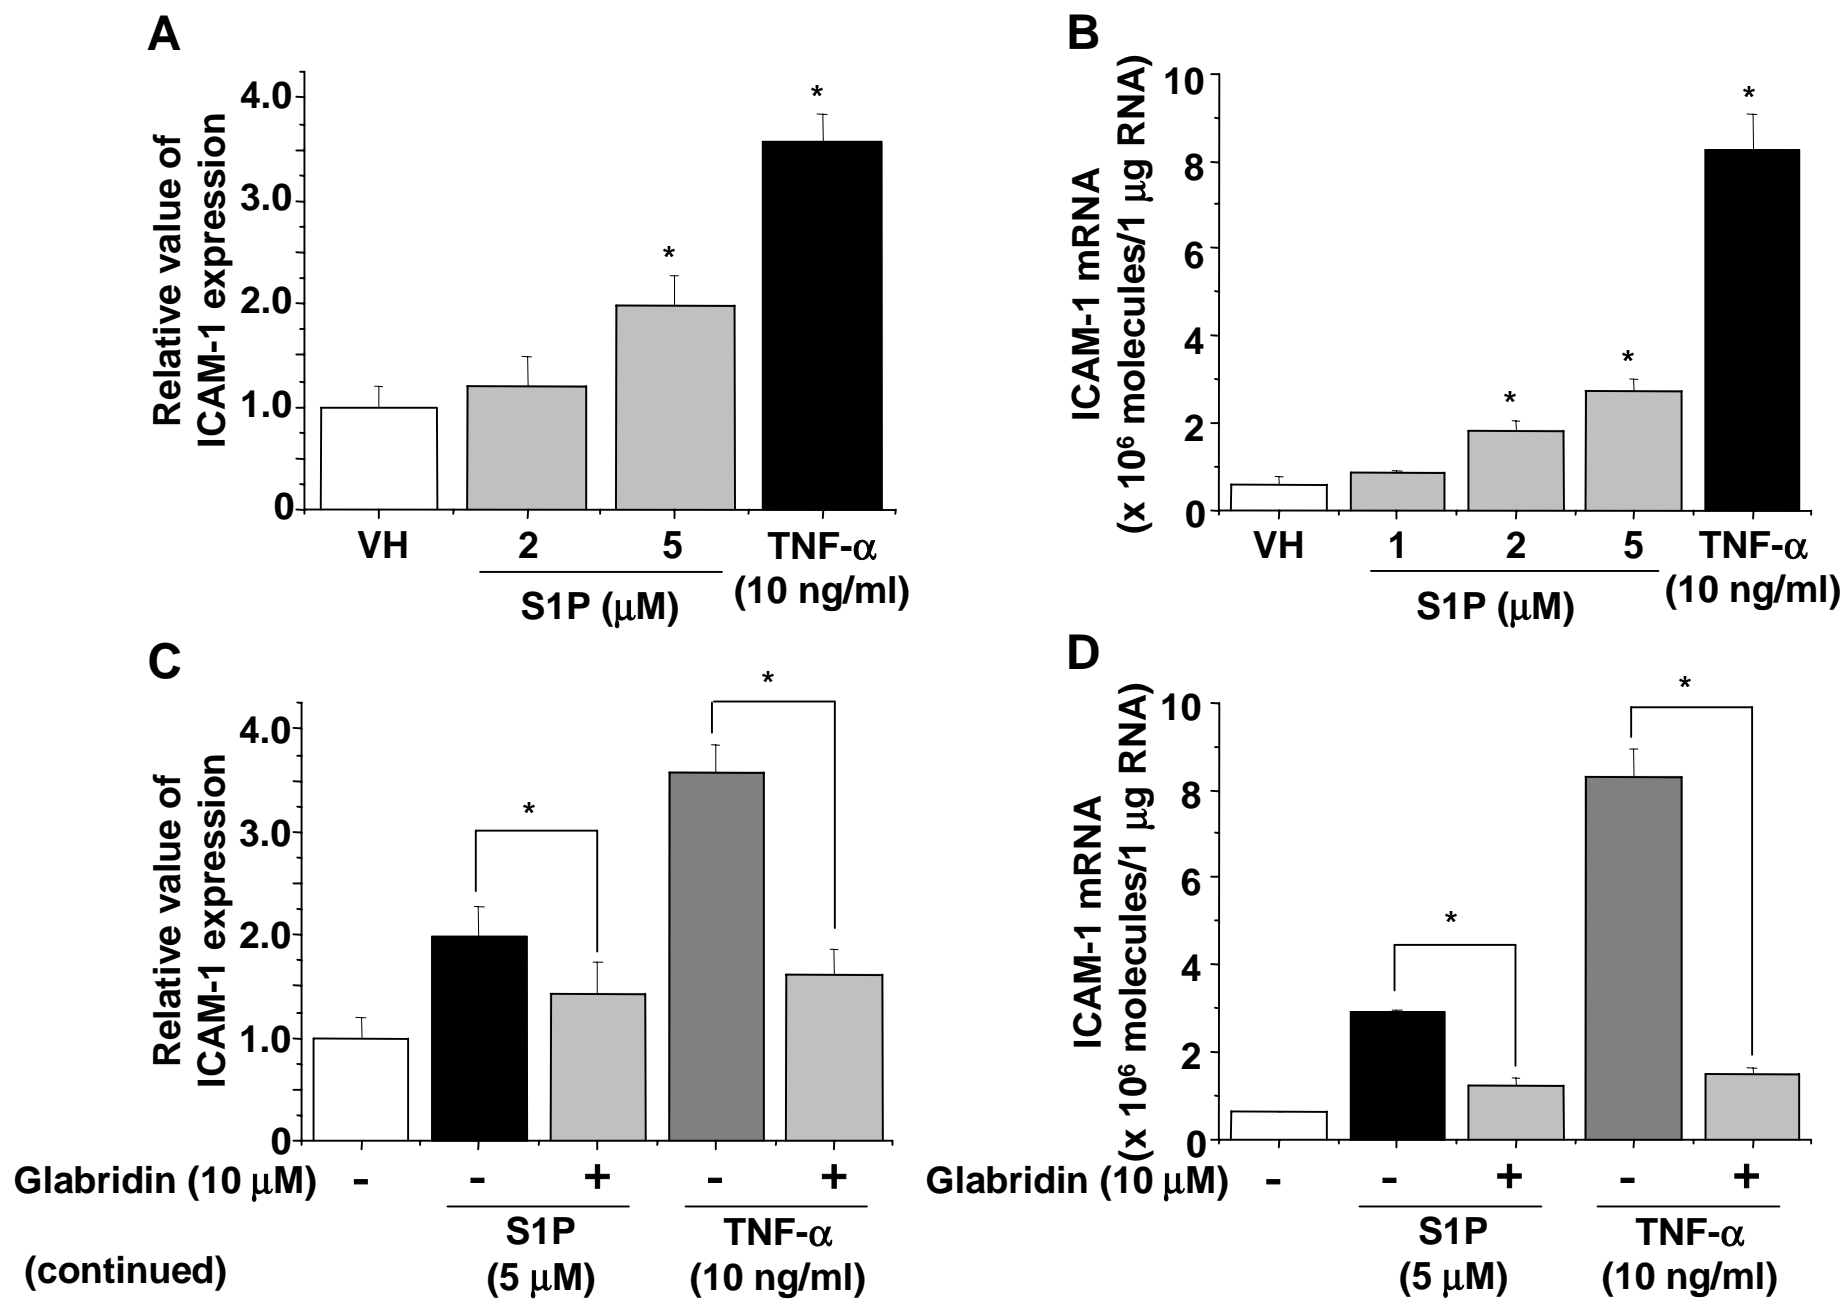 A
Relative value of
ICAM-1 expression
4.0
3.0
2.0
1.0
0
*
*
VH
2
5
TNF-α
(10 ng/ml)
S1P (μM)
B
ICAM-1 mRNA
(x 10⁶ molecules/1 μg RNA)
10
8
6
4
2
0
*
*
*
VH
1
2
5
TNF-α
(10 ng/ml)
S1P (μM)
C
Relative value of
ICAM-1 expression
4.0
3.0
2.0
1.0
0
*
*
Glabridin (10 μM) - - + - +
S1P
(5 μM)
TNF-α
(10 ng/ml)
(continued)
D
ICAM-1 mRNA
(x 10⁶ molecules/1 μg RNA)
10
8
6
4
2
0
*
*
Glabridin (10 μM) - - + - +
S1P
(5 μM)
TNF-α
(10 ng/ml)